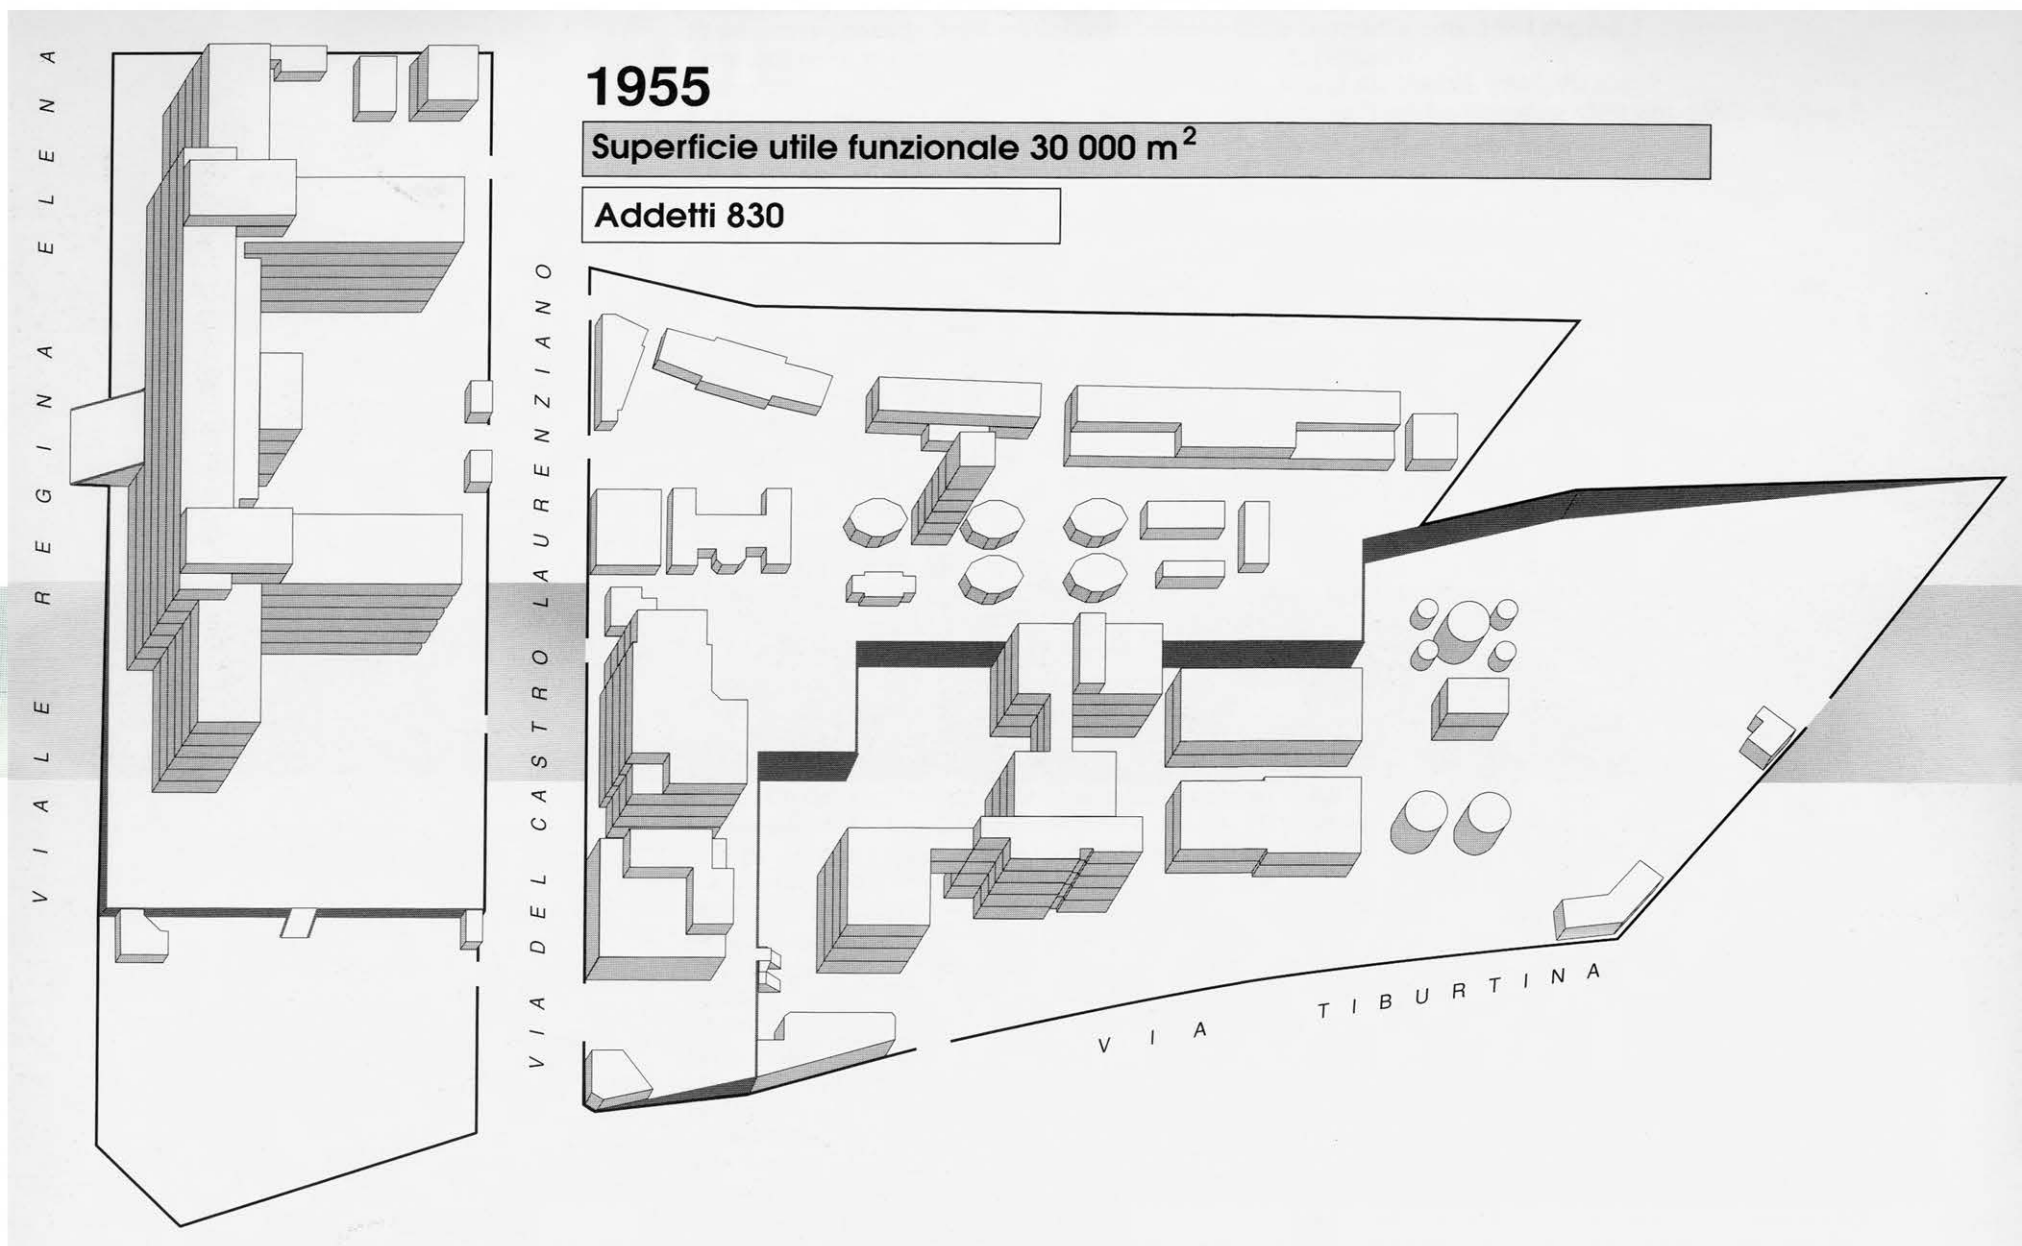 1955
Superficie utile funzionale 30 000 m²
Addetti 830
VIALE REGINA ELENA
VIA DEL CASTRO LAURENZIANO
VIA TIBURTINA